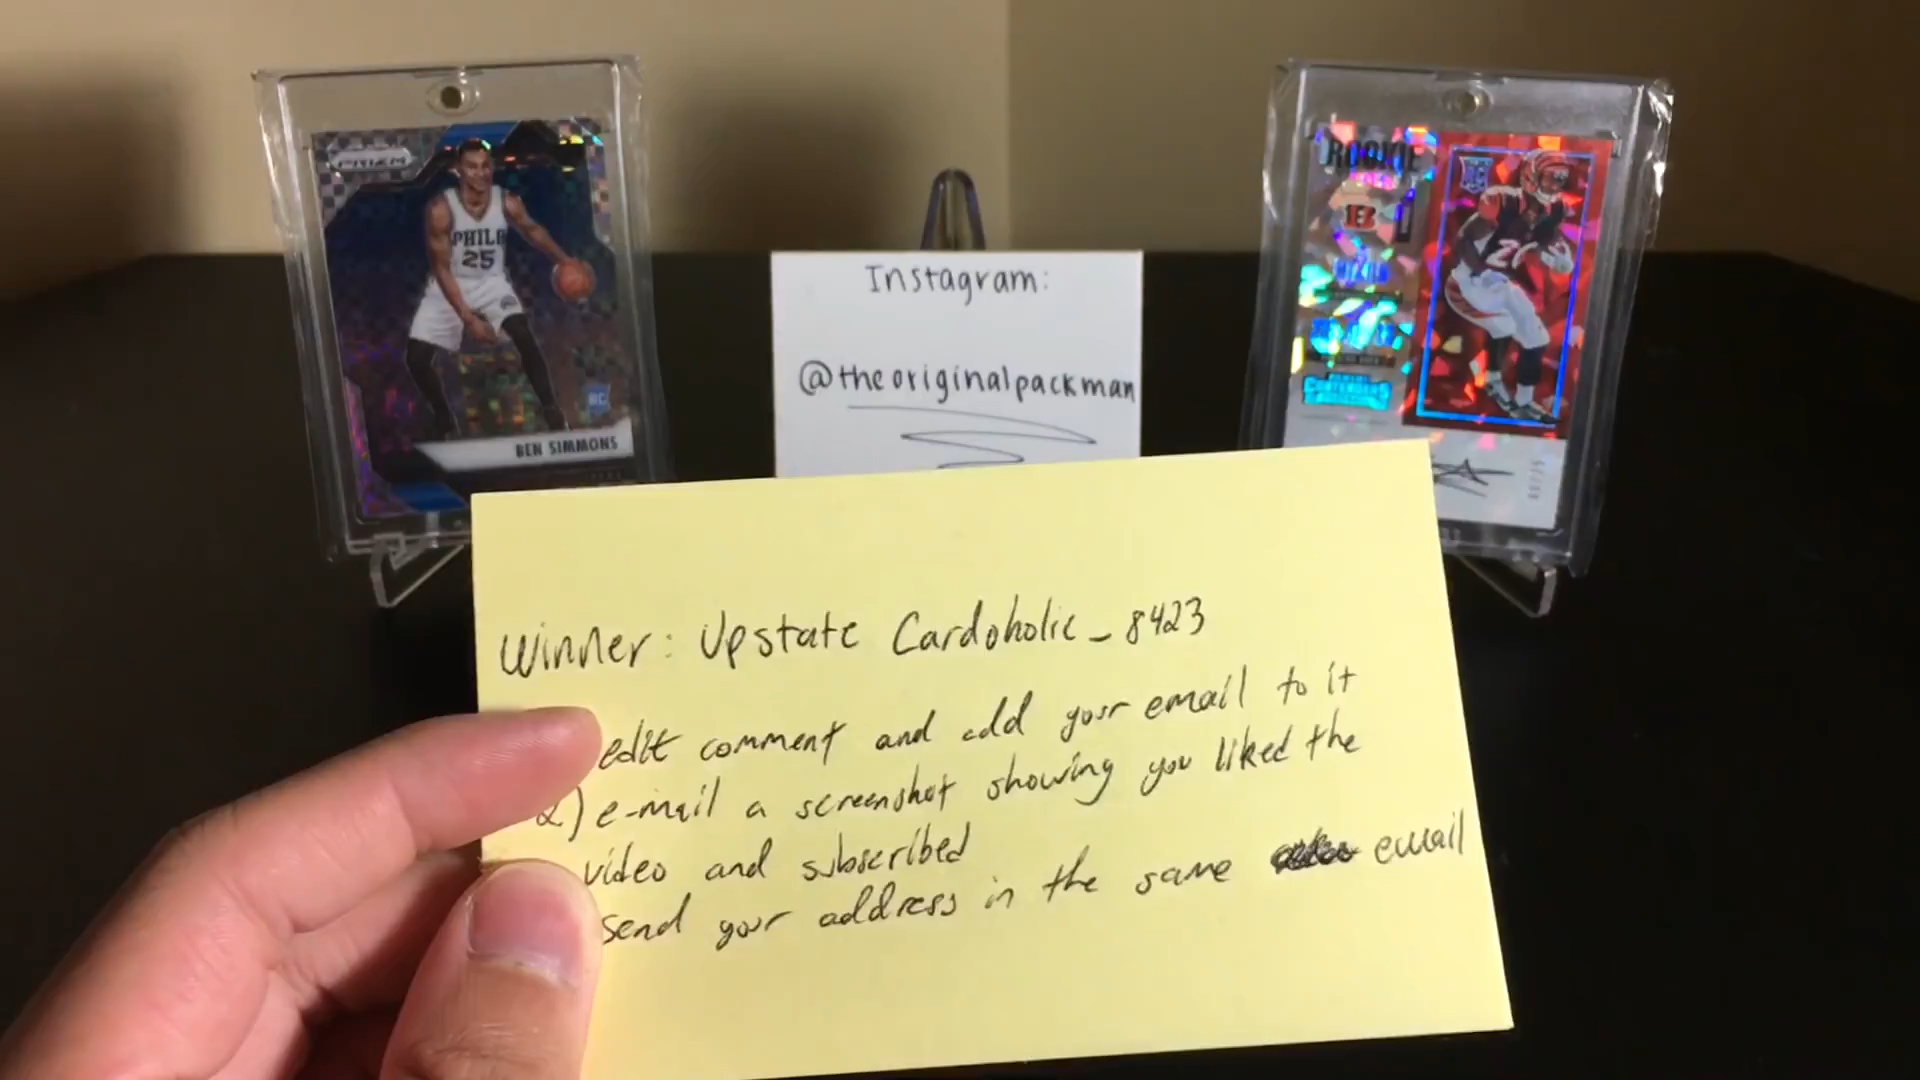 PRIZM
PHILA
25
RC
BEN SIMMONS
Instagram:
@theoriginalpackman
ROOKIE
RC
CONTENDERS
Winner: Upstate Cardoholic_8423
edit comment and add your email to it
2) e-mail a screenshot showing you liked the
video and subscribed
send your address in the same email